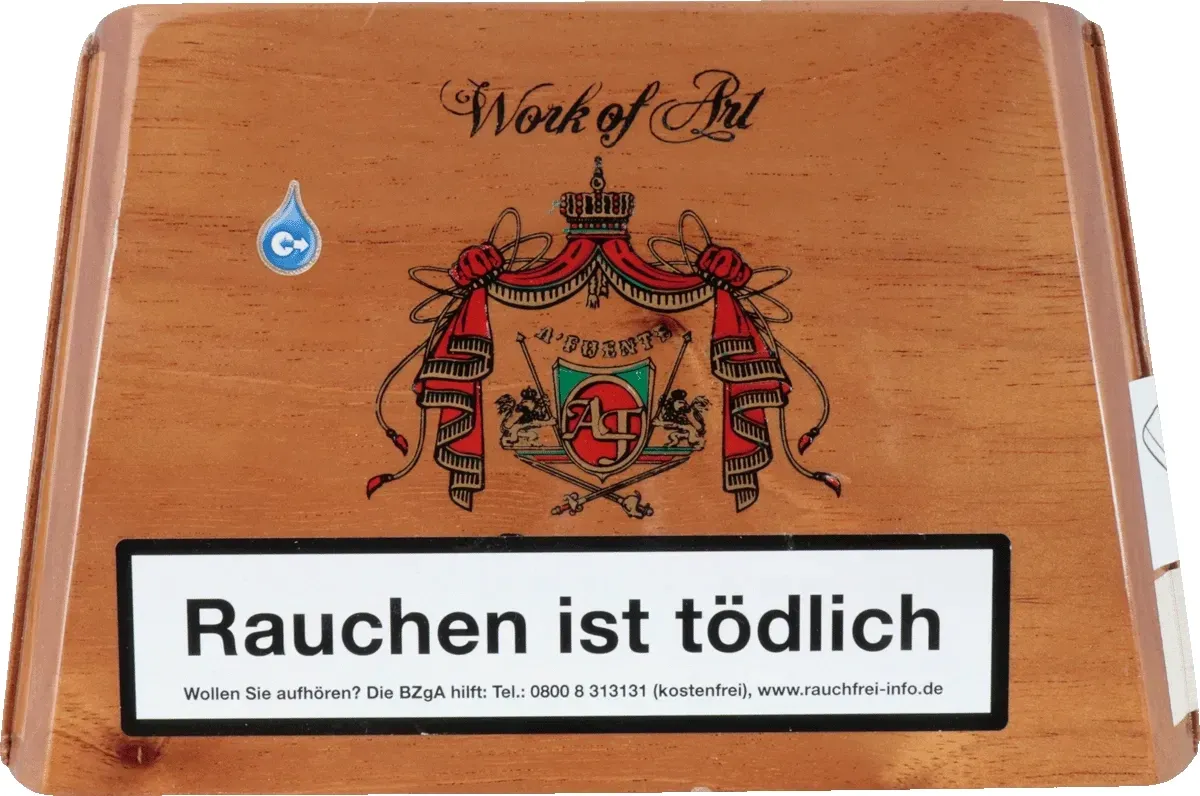 Work of Art
A'FUENTE
AF
Rauchen ist tödlich
Wollen Sie aufhören? Die BZgA hilft: Tel.: 0800 8 313131 (kostenfrei), www.rauchfrei-info.de